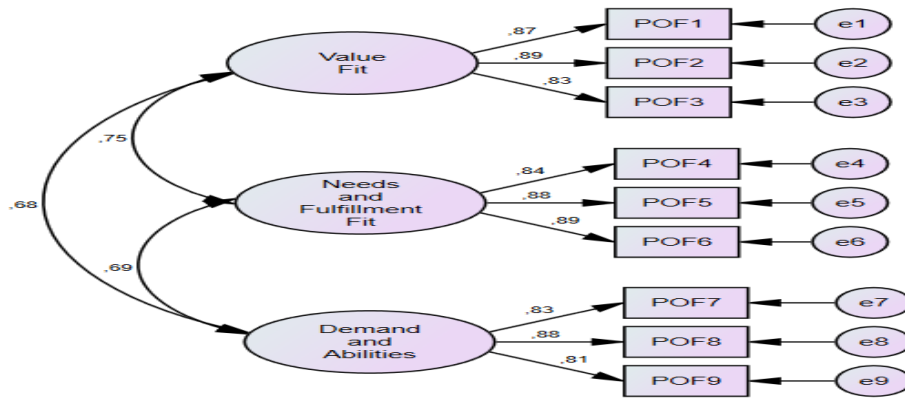 ,87
POF1
e1
Value
Fit
,89
POF2
e2
,83
POF3
e3
,75
,84
POF4
e4
Needs
and
Fulfillment
Fit
,88
POF5
e5
,68
,89
POF6
e6
,69
,83
POF7
e7
Demand
and
Abilities
,88
POF8
e8
,81
POF9
e9